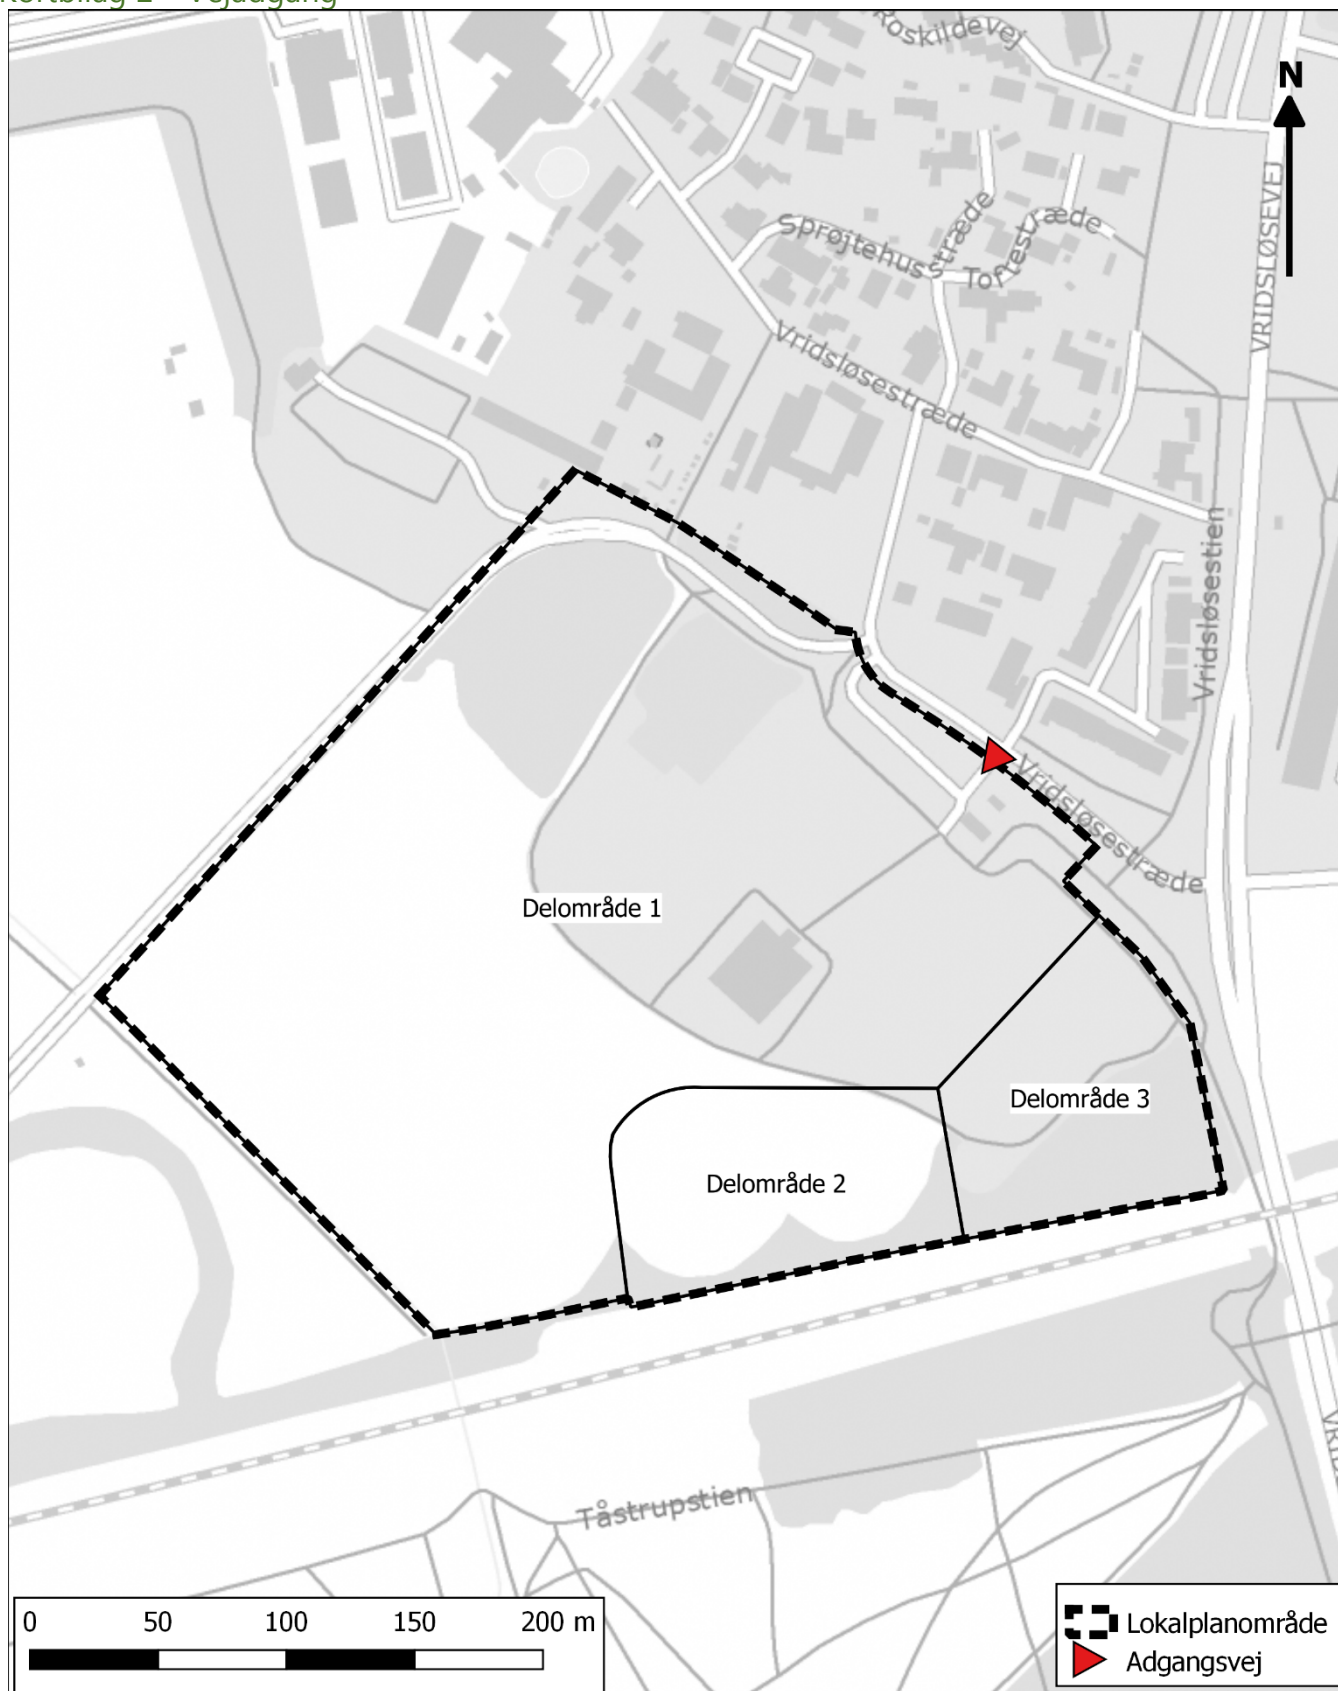 Roskildevej
N
VRIDSLØSEVEJ
Sprøjtehusstræde
Toftestræde
Vridsløsestræde
Vridsløsestien
Vridsløsestræde
Delområde 1
Delområde 3
Delområde 2
Tåstrupstien
0 50 100 150 200 m
Lokalplanområde
Adgangsvej